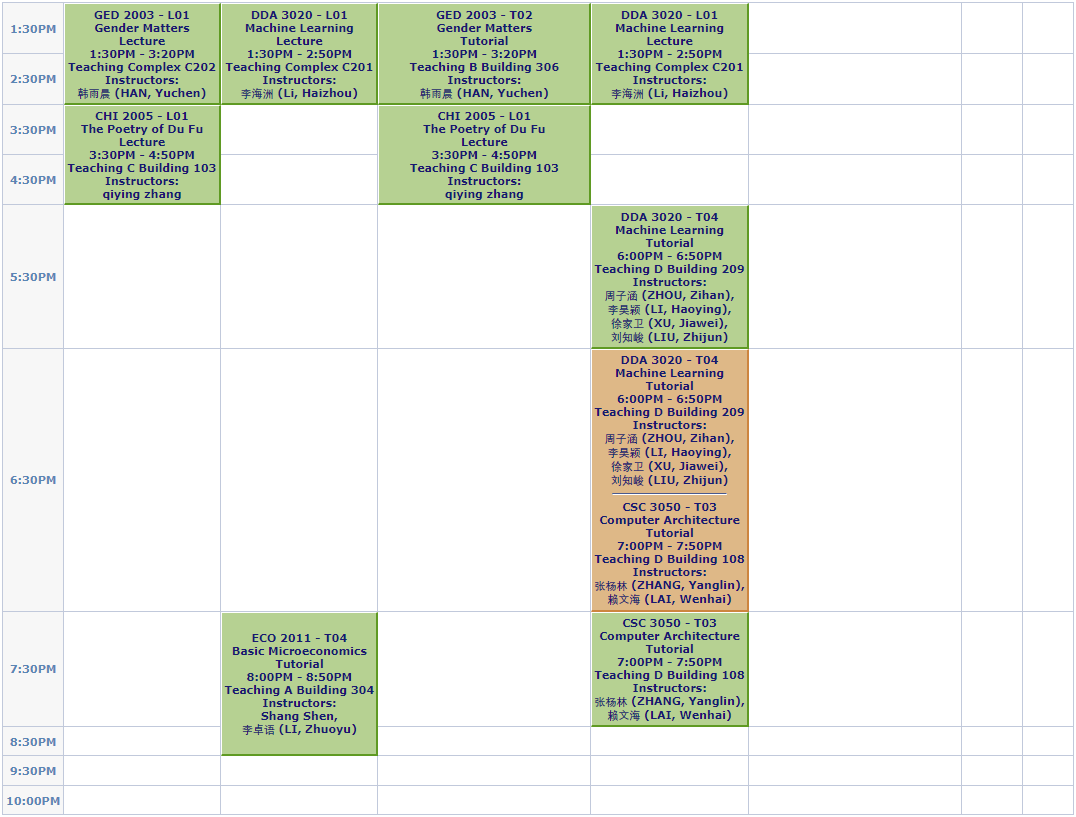 1:30PM
GED 2003 - L01
Gender Matters
Lecture
1:30PM - 3:20PM
Teaching Complex C202
Instructors:
韩雨晨 (HAN, Yuchen)
DDA 3020 - L01
Machine Learning
Lecture
1:30PM - 2:50PM
Teaching Complex C201
Instructors:
李海洲 (Li, Haizhou)
GED 2003 - T02
Gender Matters
Tutorial
1:30PM - 3:20PM
Teaching B Building 306
Instructors:
韩雨晨 (HAN, Yuchen)
DDA 3020 - L01
Machine Learning
Lecture
1:30PM - 2:50PM
Teaching Complex C201
Instructors:
李海洲 (Li, Haizhou)
2:30PM
3:30PM
CHI 2005 - L01
The Poetry of Du Fu
Lecture
3:30PM - 4:50PM
Teaching C Building 103
Instructors:
qiying zhang
CHI 2005 - L01
The Poetry of Du Fu
Lecture
3:30PM - 4:50PM
Teaching C Building 103
Instructors:
qiying zhang
4:30PM
5:30PM
DDA 3020 - T04
Machine Learning
Tutorial
6:00PM - 6:50PM
Teaching D Building 209
Instructors:
周子涵 (ZHOU, Zihan),
李昊颖 (LI, Haoying),
徐家卫 (XU, Jiawei),
刘知峻 (LIU, Zhijun)
6:30PM
DDA 3020 - T04
Machine Learning
Tutorial
6:00PM - 6:50PM
Teaching D Building 209
Instructors:
周子涵 (ZHOU, Zihan),
李昊颖 (LI, Haoying),
徐家卫 (XU, Jiawei),
刘知峻 (LIU, Zhijun)
CSC 3050 - T03
Computer Architecture
Tutorial
7:00PM - 7:50PM
Teaching D Building 108
Instructors:
张杨林 (ZHANG, Yanglin),
赖文海 (LAI, Wenhai)
7:30PM
ECO 2011 - T04
Basic Microeconomics
Tutorial
8:00PM - 8:50PM
Teaching A Building 304
Instructors:
Shang Shen,
李卓语 (LI, Zhuoyu)
CSC 3050 - T03
Computer Architecture
Tutorial
7:00PM - 7:50PM
Teaching D Building 108
Instructors:
张杨林 (ZHANG, Yanglin),
赖文海 (LAI, Wenhai)
8:30PM
9:30PM
10:00PM